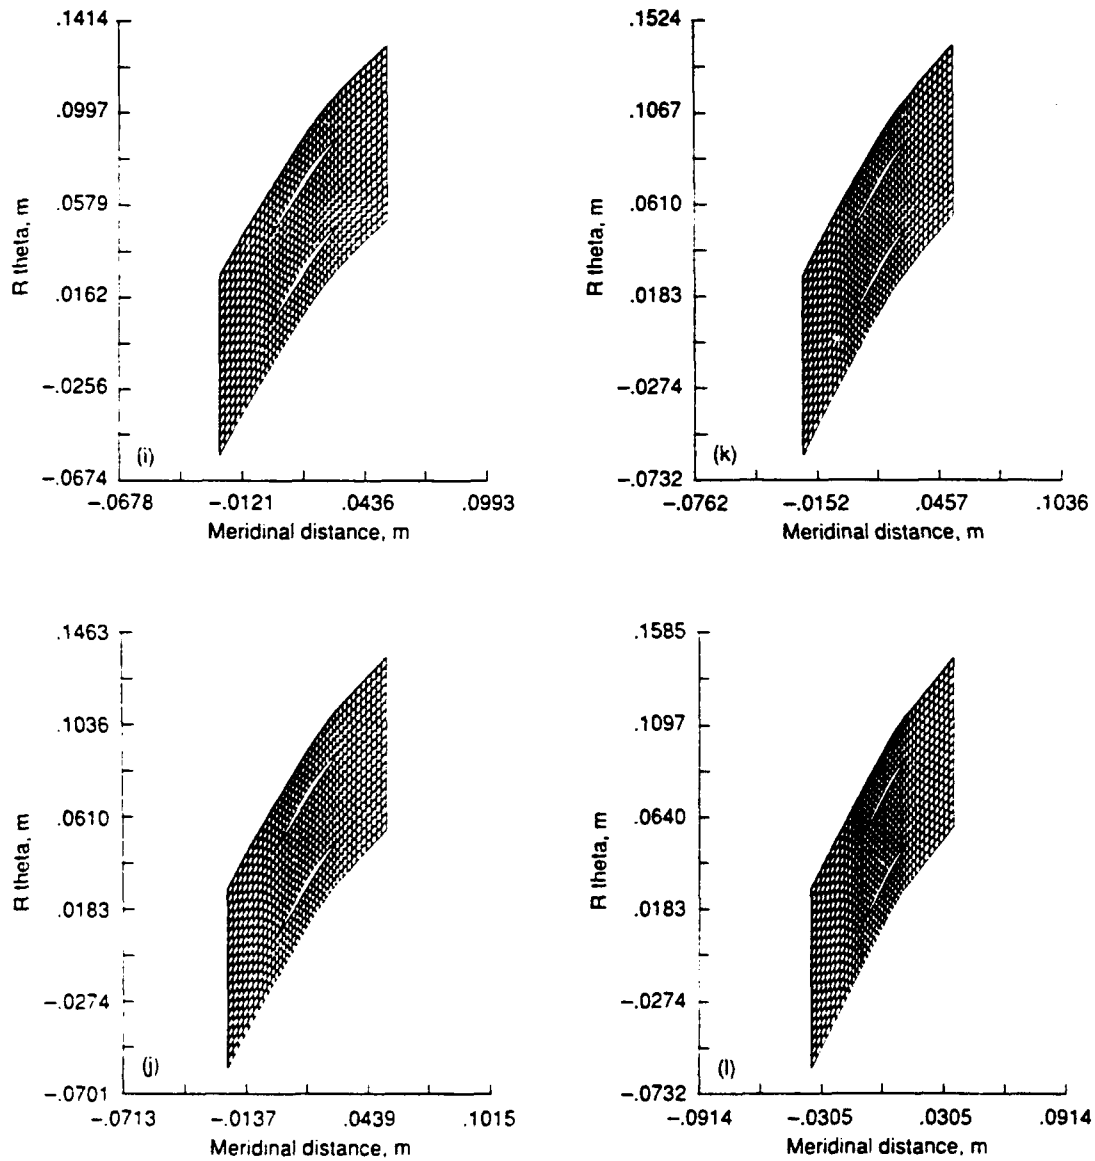 .1414
.0997
.0579
.0162
−.0256
−.0674
R theta, m
(i)
−.0678 −.0121 .0436 .0993
Meridinal distance, m
.1524
.1067
.0610
.0183
−.0274
−.0732
R theta, m
(k)
−.0762 −.0152 .0457 .1036
Meridinal distance, m
.1463
.1036
.0610
.0183
−.0274
−.0701
R theta, m
(j)
−.0713 −.0137 .0439 .1015
Meridinal distance, m
.1585
.1097
.0640
.0183
−.0274
−.0732
R theta, m
(l)
−.0914 −.0305 .0305 .0914
Meridinal distance, m